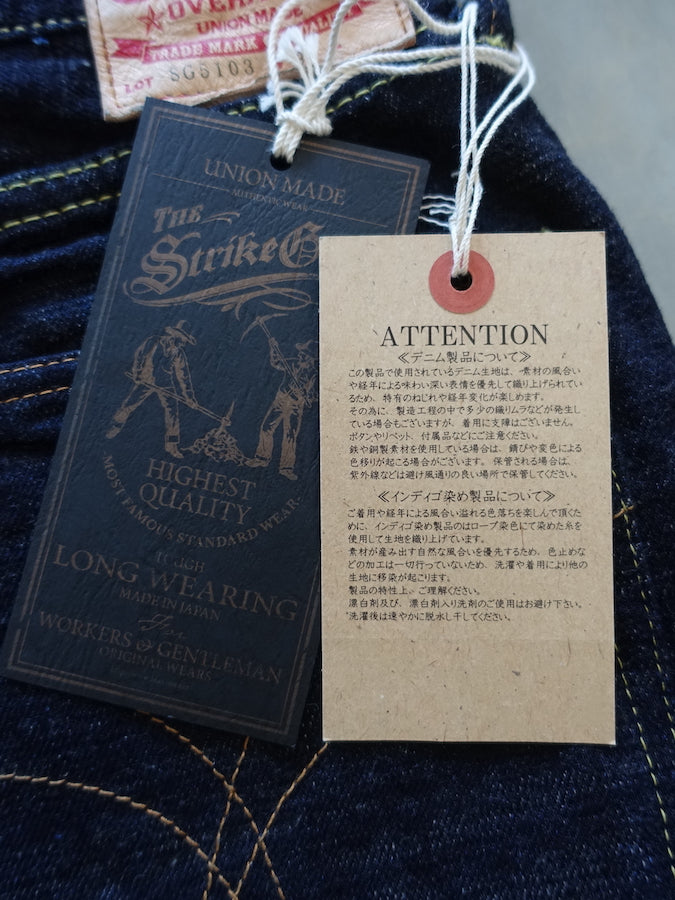 UNION MADE
TRADE MARK
LOT SG5103
UNION MADE
AUTHENTIC WEAR
THE
StrikeG
HIGHEST
QUALITY
MOST FAMOUS STANDARD WEAR
TOUGH
LONG WEARING
MADE IN JAPAN
For
WORKERS & GENTLEMAN
ORIGINAL WEARS
ATTENTION
≪デニム製品について≫
この製品で使用されているデニム生地は、素材の風合い
や経年による味わい深い表情を優先して織り上げられてい
るため、特有のねじれや経年変化が楽しめます。
その為に、製造工程の中で多少の織りムラなどが発生し
ている場合もございますが、着用に支障はございません。
ボタンやリベット、付属品などにご注意ください。
鉄や銅製素材を使用している場合は、錆びや変色による
色移りが起こる場合がございます。保管される場合は、
紫外線などは避け風通りの良い場所で保管してください。
≪インディゴ染め製品について≫
ご着用や経年による風合い溢れる色落ちを楽しんで頂くた
めに、インディゴ染め製品のはロープ染色にて染めた糸を
使用して生地を織り上げています。
素材が産み出す自然な風合いを優先するため、色止めな
どの加工は一切行っていないため、洗濯や着用により他の
生地に移染が起こります。
製品の特性上、ご理解ください。
漂白剤及び、漂白剤入り洗剤のご使用はお避け下さい。
洗濯後は速やかに脱水し干してください。